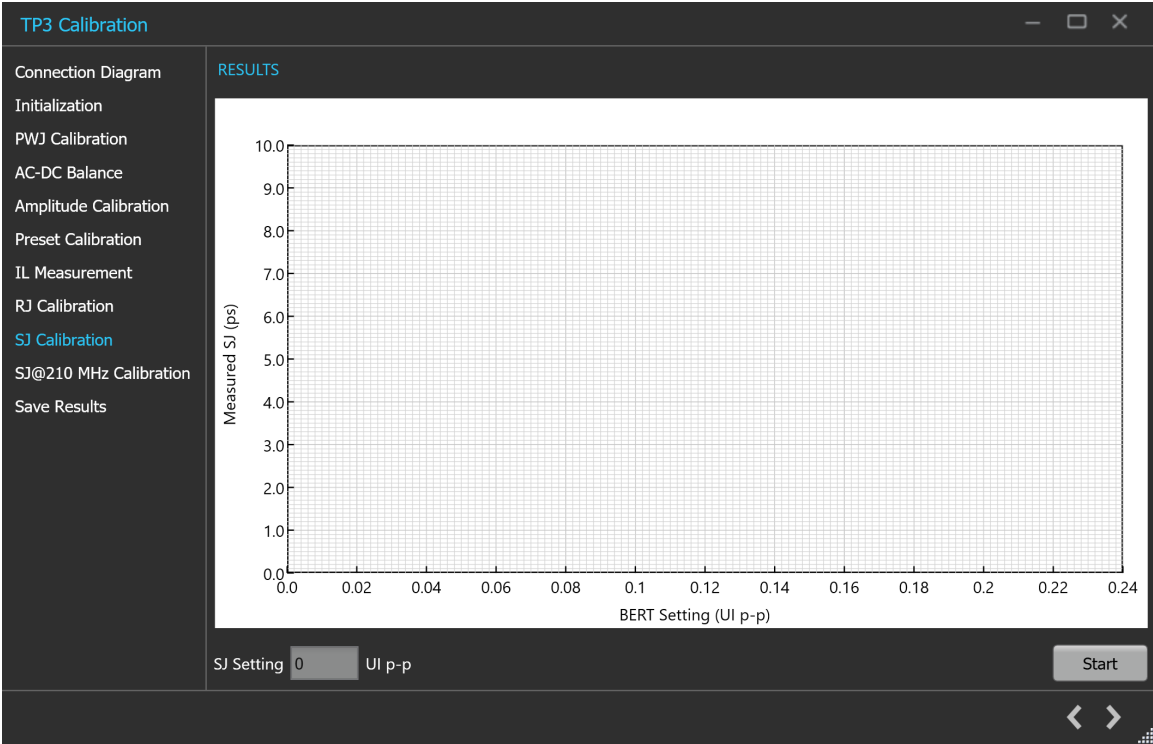 TP3 Calibration
Connection Diagram
Initialization
PWJ Calibration
AC-DC Balance
Amplitude Calibration
Preset Calibration
IL Measurement
RJ Calibration
SJ Calibration
SJ@210 MHz Calibration
Save Results
RESULTS
Measured SJ (ps)
10.0
9.0
8.0
7.0
6.0
5.0
4.0
3.0
2.0
1.0
0.0
0.0 0.02 0.04 0.06 0.08 0.1 0.12 0.14 0.16 0.18 0.2 0.22 0.24
BERT Setting (UI p-p)
SJ Setting 0 UI p-p
Start